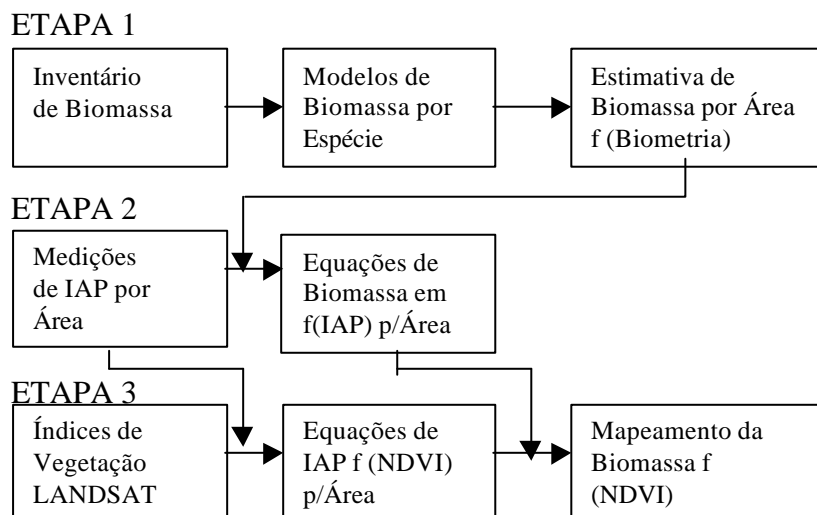 ETAPA 1
Inventário
de Biomassa
Modelos de
Biomassa por
Espécie
Estimativa de
Biomassa por Área
f (Biometria)
ETAPA 2
Medições
de IAP por
Área
Equações de
Biomassa em
f(IAP) p/Área
ETAPA 3
Índices de
Vegetação
LANDSAT
Equações de
IAP f (NDVI)
p/Área
Mapeamento da
Biomassa f
(NDVI)